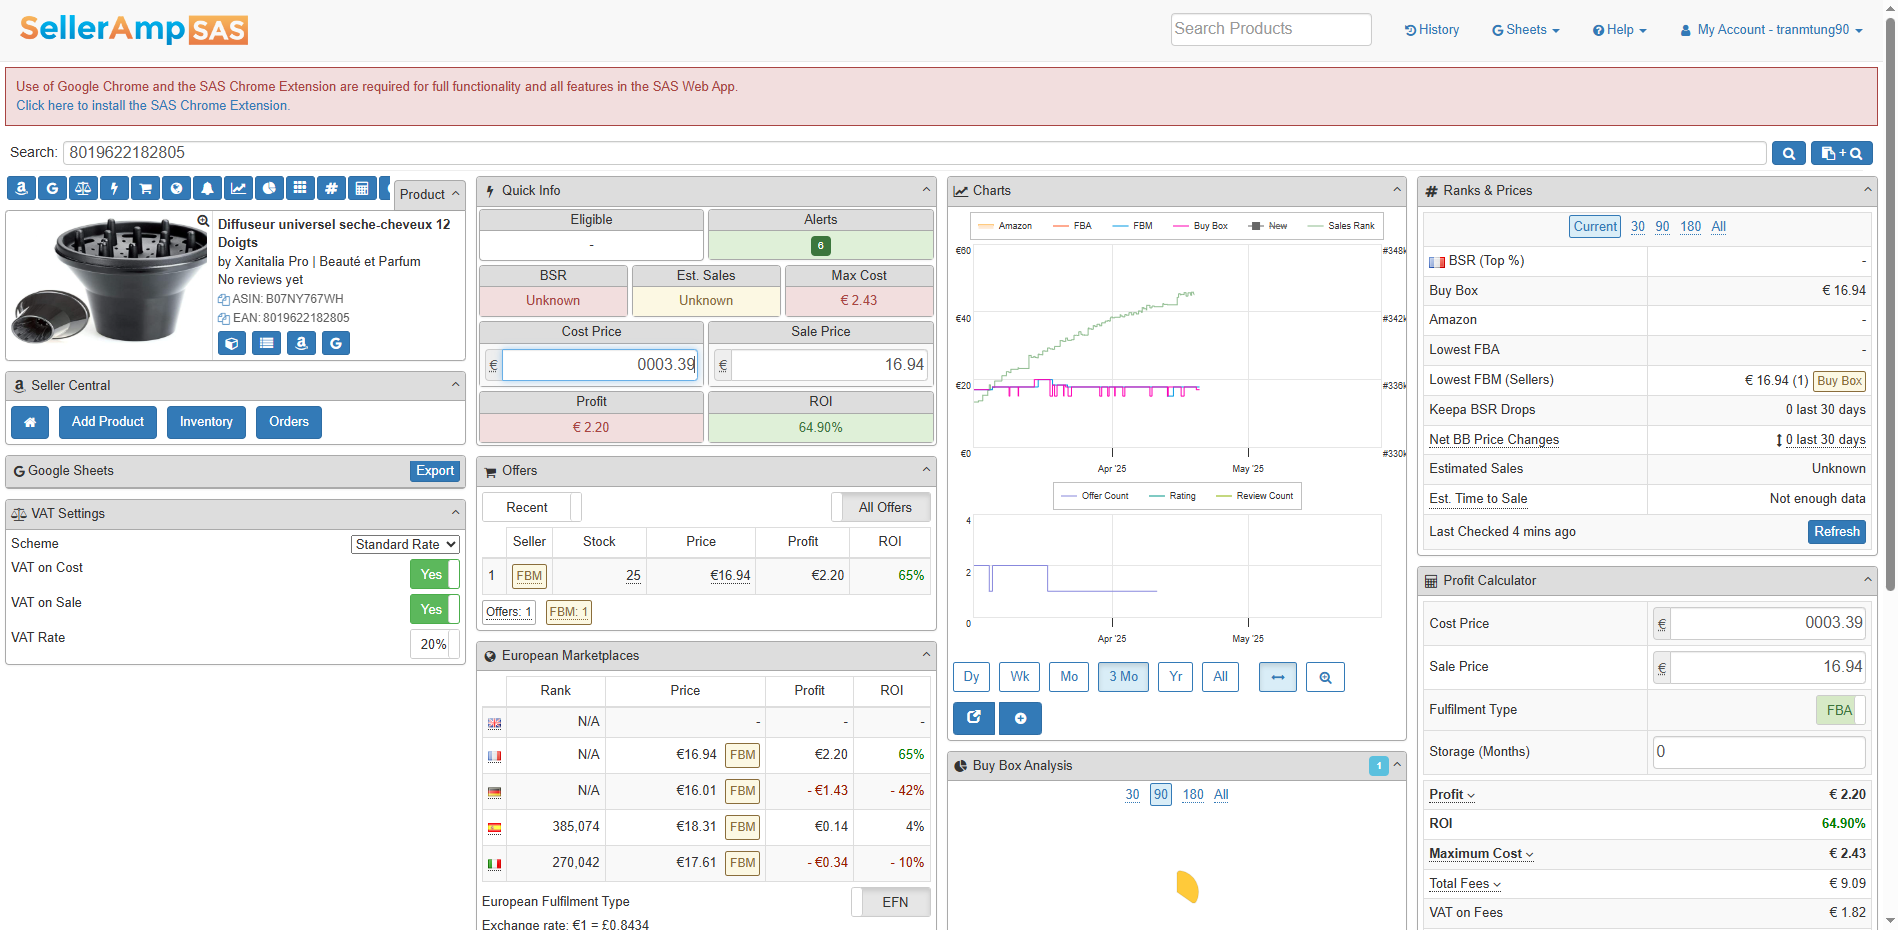 SellerAmp SAS
Search Products
History
Sheets
Help
My Account - tranmtung90
Use of Google Chrome and the SAS Chrome Extension are required for full functionality and all features in the SAS Web App.
Click here to install the SAS Chrome Extension.
Search: 8019622182805
Product
Diffuseur universel seche-cheveux 12 Doigts
by Xanitalia Pro | Beauté et Parfum
No reviews yet
ASIN: B07NY767WH
EAN: 8019622182805
Seller Central
Add Product
Inventory
Orders
Google Sheets
Export
VAT Settings
Scheme
Standard Rate
VAT on Cost
Yes
VAT on Sale
Yes
VAT Rate
20%
Quick Info
Eligible
Alerts
-
6
BSR
Est. Sales
Max Cost
Unknown
Unknown
€ 2.43
Cost Price
Sale Price
€ 0003.39
€ 16.94
Profit
ROI
€ 2.20
64.90%
Offers
Recent
All Offers
Seller Stock Price Profit ROI
1 FBM 25 €16.94 €2.20 65%
Offers: 1
FBM: 1
European Marketplaces
Rank Price Profit ROI
N/A - - -
N/A €16.94 FBM €2.20 65%
N/A €16.01 FBM - €1.43 - 42%
385,074 €18.31 FBM €0.14 4%
270,042 €17.61 FBM - €0.34 - 10%
European Fulfilment Type
EFN
Exchange rate: €1 = £0.8434
Charts
Amazon FBA FBM Buy Box New Sales Rank
€60 #348k
€40 #342k
€20 #336k
€0 #330k
Apr '25 May '25
Offer Count Rating Review Count
4
2
0
Apr '25 May '25
Dy Wk Mo 3 Mo Yr All
Buy Box Analysis
1
30 90 180 All
Ranks & Prices
Current 30 90 180 All
BSR (Top %) -
Buy Box € 16.94
Amazon -
Lowest FBA -
Lowest FBM (Sellers) € 16.94 (1) Buy Box
Keepa BSR Drops 0 last 30 days
Net BB Price Changes 0 last 30 days
Estimated Sales Unknown
Est. Time to Sale Not enough data
Last Checked 4 mins ago Refresh
Profit Calculator
Cost Price € 0003.39
Sale Price € 16.94
Fulfilment Type FBA
Storage (Months) 0
Profit € 2.20
ROI 64.90%
Maximum Cost € 2.43
Total Fees € 9.09
VAT on Fees € 1.82